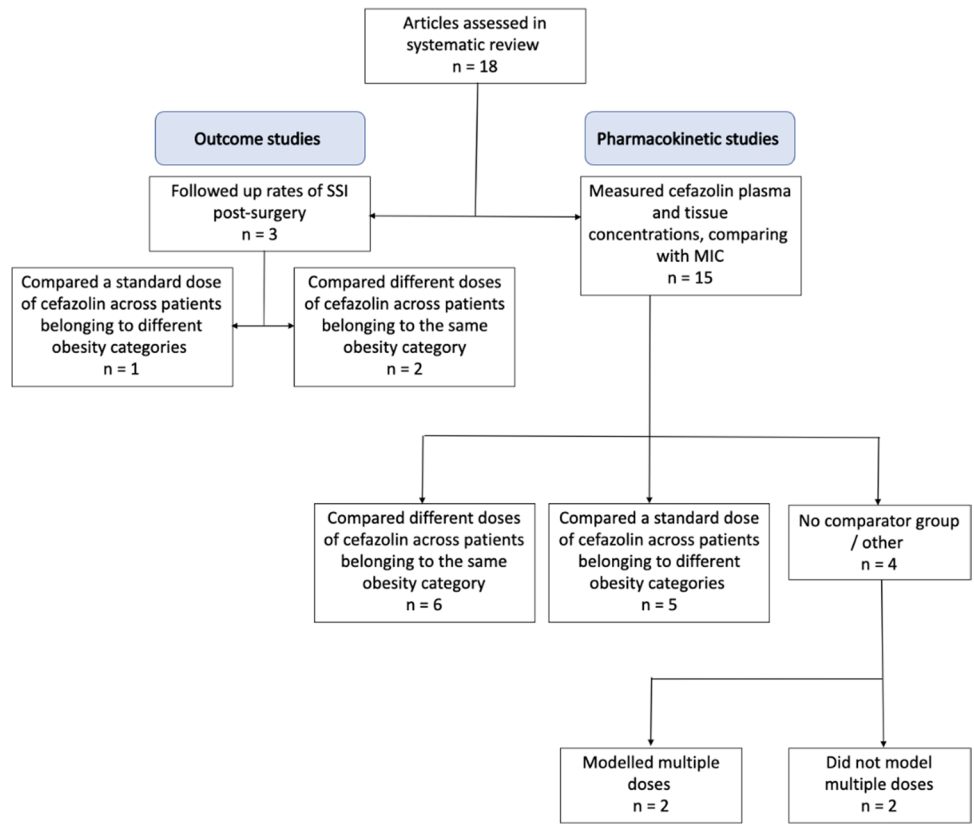 Articles assessed in
systematic review
n = 18
Outcome studies
Pharmacokinetic studies
Followed up rates of SSI
post-surgery
n = 3
Measured cefazolin plasma
and tissue
concentrations, comparing
with MIC
n = 15
Compared a standard dose
of cefazolin across patients
belonging to different
obesity categories
n = 1
Compared different doses
of cefazolin across patients
belonging to the same
obesity category
n = 2
Compared different doses
of cefazolin across patients
belonging to the same
obesity category
n = 6
Compared a standard dose
of cefazolin across patients
belonging to different
obesity categories
n = 5
No comparator group
/ other
n = 4
Modelled multiple
doses
n = 2
Did not model
multiple doses
n = 2